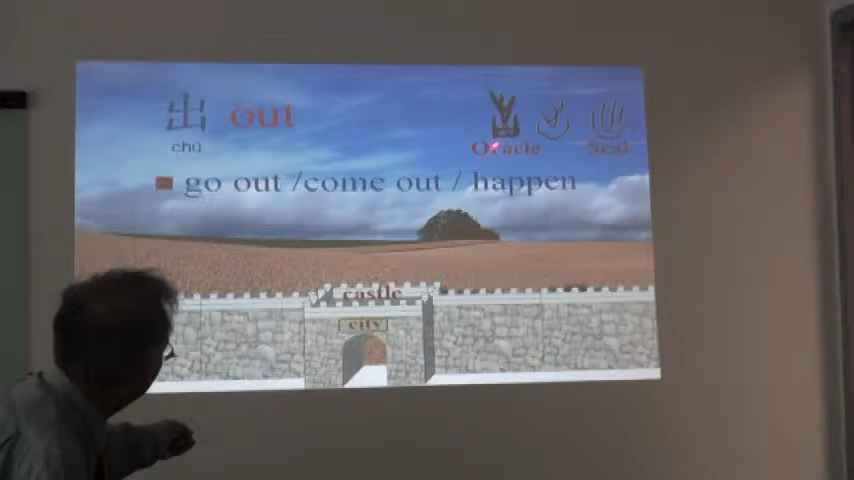 出 out
chū
Oracle Seal
go out /come out / happen
castle
city